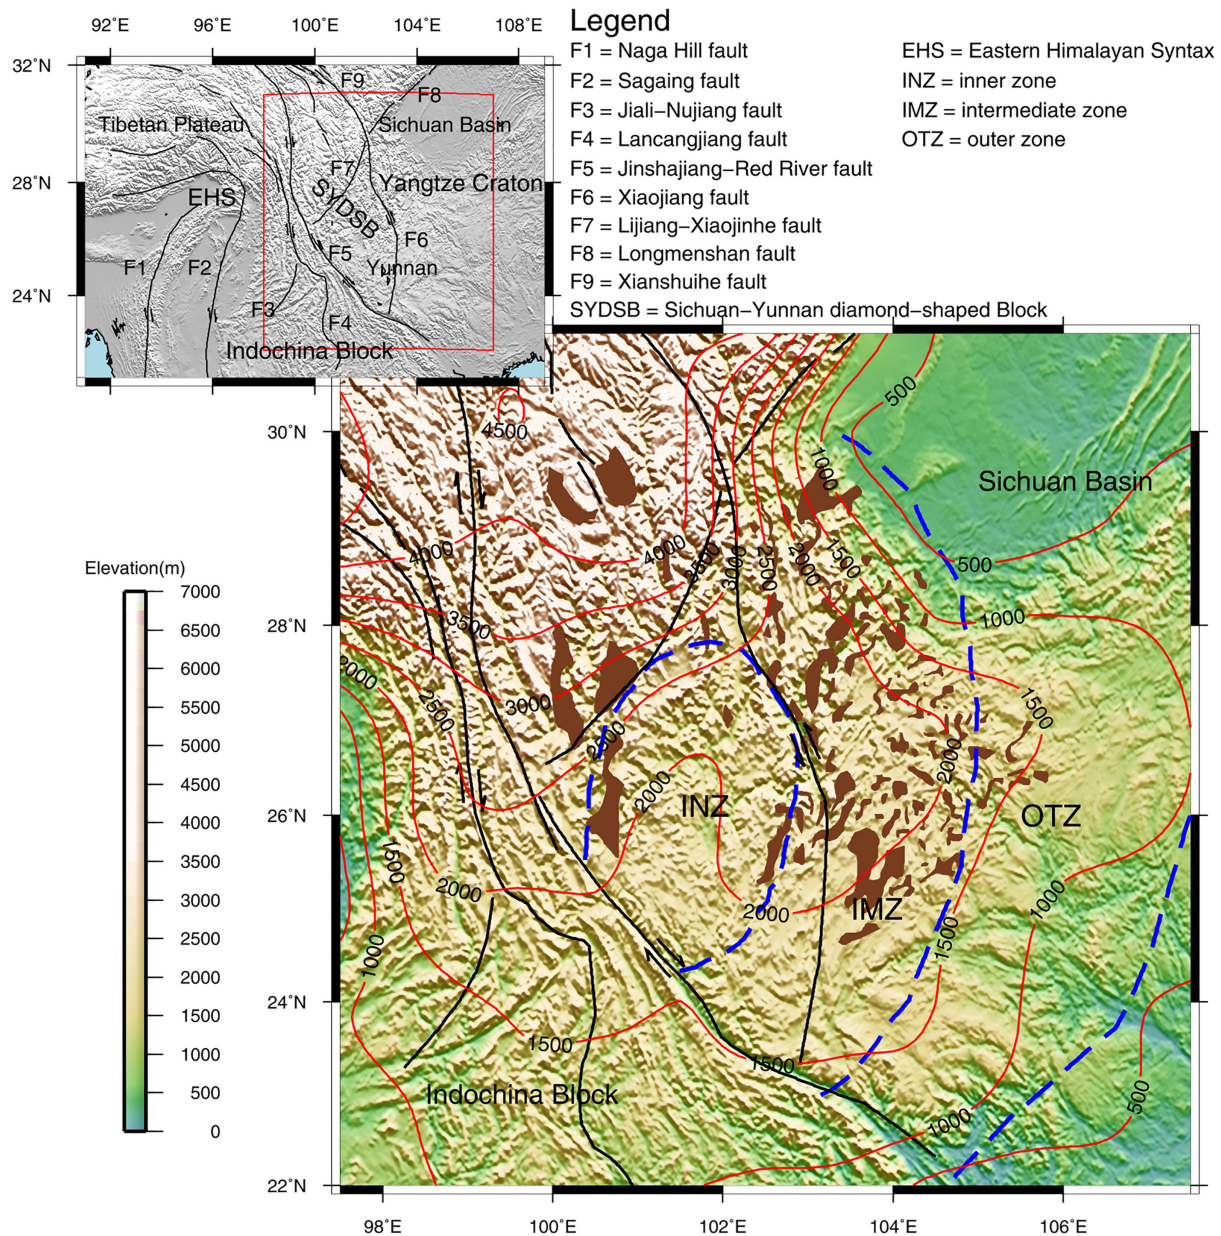 92°E 96°E 100°E 104°E 108°E
Legend
F1 = Naga Hill fault
F2 = Sagaing fault
F3 = Jiali−Nujiang fault
F4 = Lancangjiang fault
F5 = Jinshajiang−Red River fault
F6 = Xiaojiang fault
F7 = Lijiang−Xiaojinhe fault
F8 = Longmenshan fault
F9 = Xianshuihe fault
SYDSB = Sichuan−Yunnan diamond−shaped Block
EHS = Eastern Himalayan Syntax
INZ = inner zone
IMZ = intermediate zone
OTZ = outer zone
32°N
28°N
24°N
F9
F8
Tibetan Plateau
Sichuan Basin
F7
Yangtze Craton
EHS
SYDSB
F6
F5
F1
F2
Yunnan
F3
F4
Indochina Block
500
4500
30°N
1000
Sichuan Basin
4000
4000
3500
3000
2500
2000
1500
500
3500
28°N
1000
2000
2500
3000
1500
2500
2000
2000
INZ
26°N
OTZ
1500
2000
2000
1000
IMZ
1000
1500
24°N
1500
1500
Indochina Block
1000
500
22°N
98°E 100°E 102°E 104°E 106°E
Elevation(m)
7000
6500
6000
5500
5000
4500
4000
3500
3000
2500
2000
1500
1000
500
0